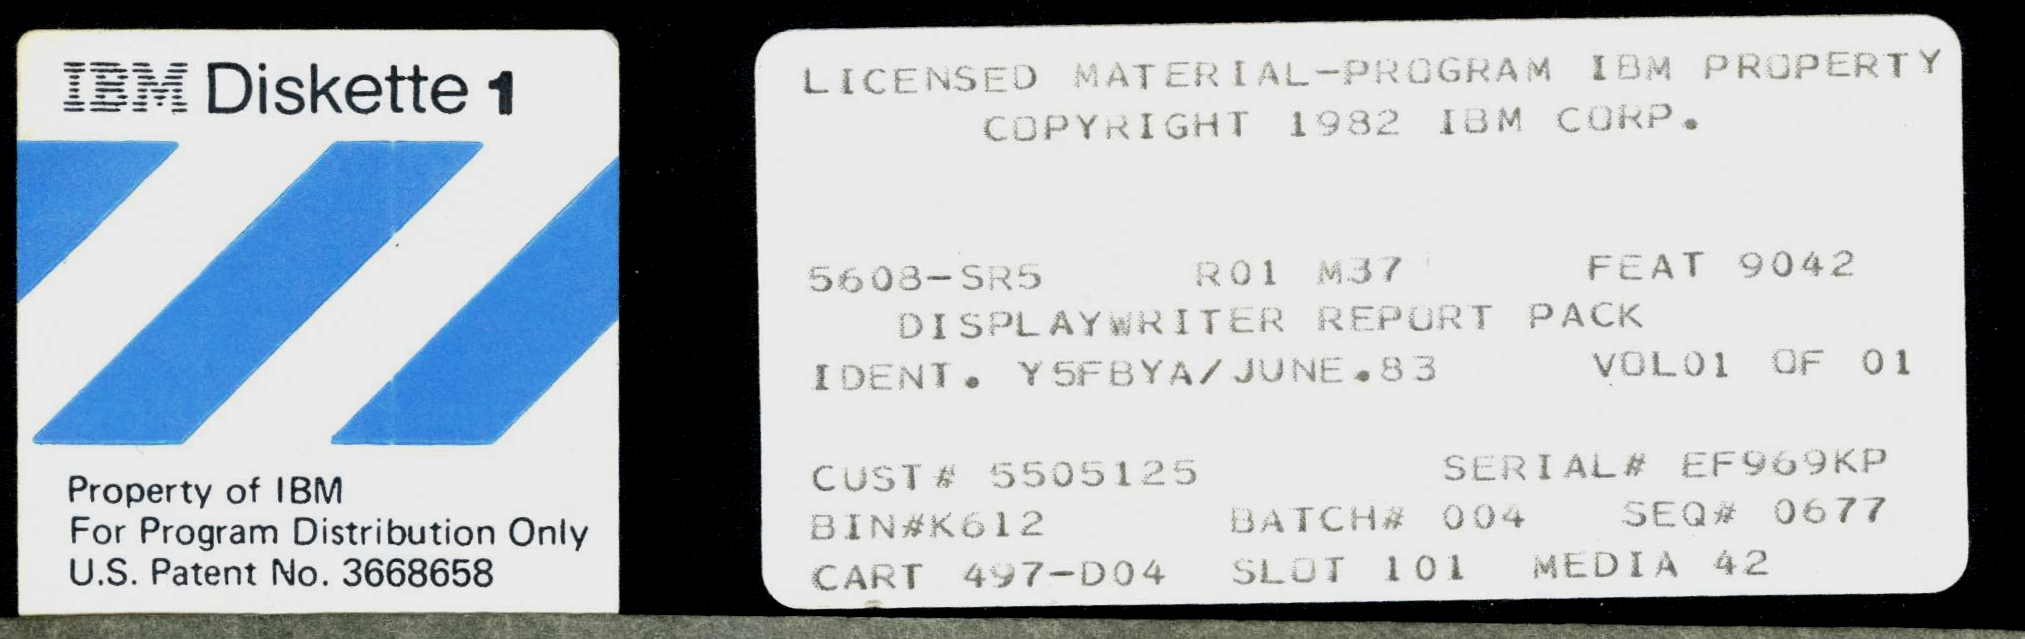 IBM Diskette 1
Property of IBM
For Program Distribution Only
U.S. Patent No. 3668658
LICENSED MATERIAL-PROGRAM IBM PROPERTY
COPYRIGHT 1982 IBM CORP.
5608-SR5 R01 M37 FEAT 9042
DISPLAYWRITER REPORT PACK
IDENT. Y5FBYA/JUNE.83 VOL01 OF 01
CUST# 5505125 SERIAL# EF969KP
BIN#K612 BATCH# 004 SEQ# 0677
CART 497-D04 SLOT 101 MEDIA 42